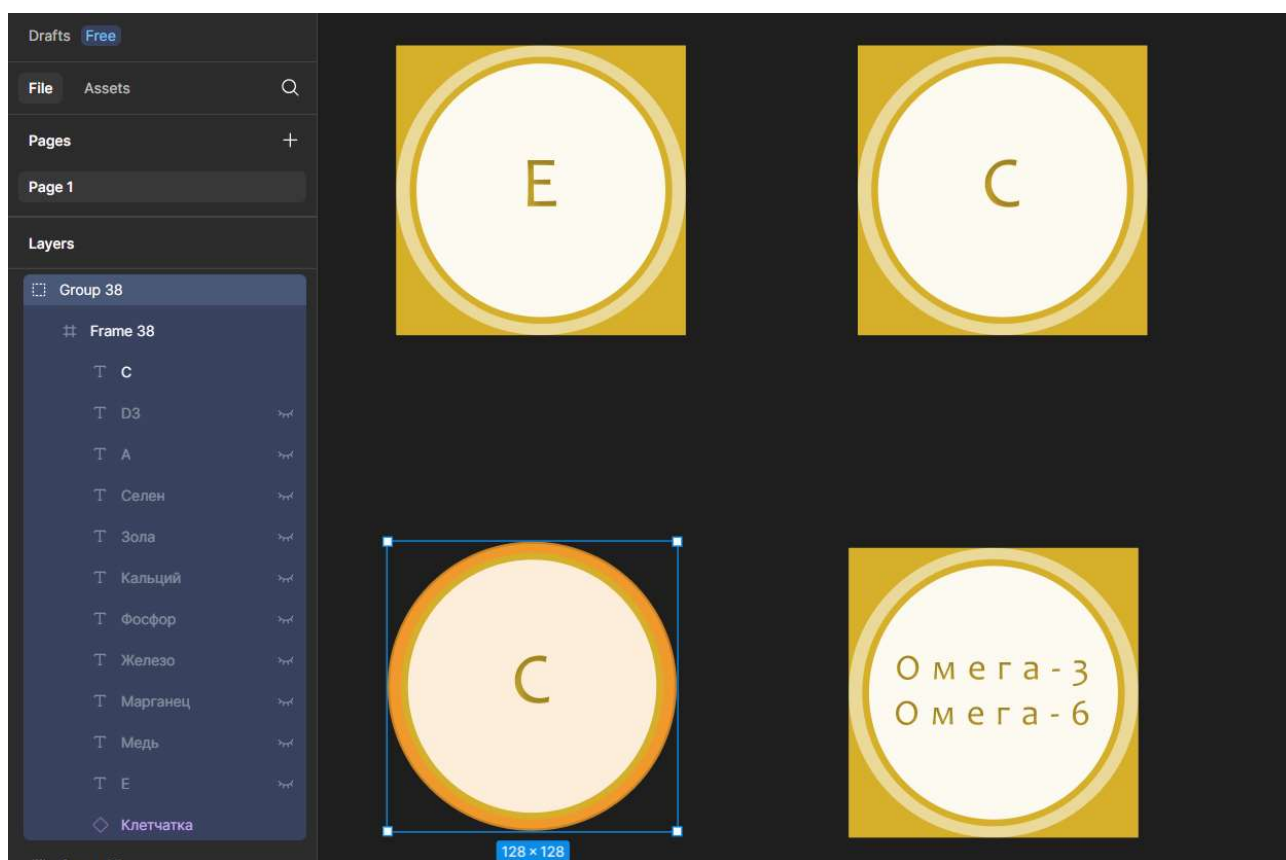 Drafts Free
File Assets
Pages
Page 1
Layers
Group 38
Frame 38
C
D3
A
Селен
Зола
Кальций
Фосфор
Железо
Марганец
Медь
E
Клетчатка
E
C
C
128 × 128
Омега-3
Омега-6